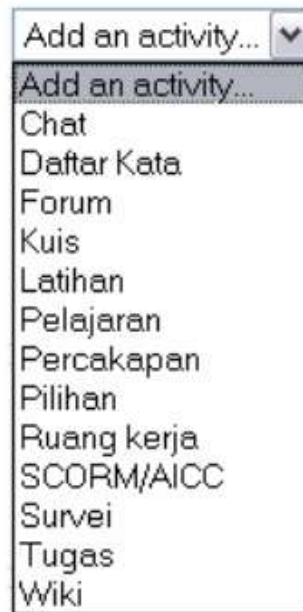 Add an activity...
Add an activity...
Chat
Daftar Kata
Forum
Kuis
Latihan
Pelajaran
Percakapan
Pilihan
Ruang kerja
SCORM/AICC
Survei
Tugas
Wiki